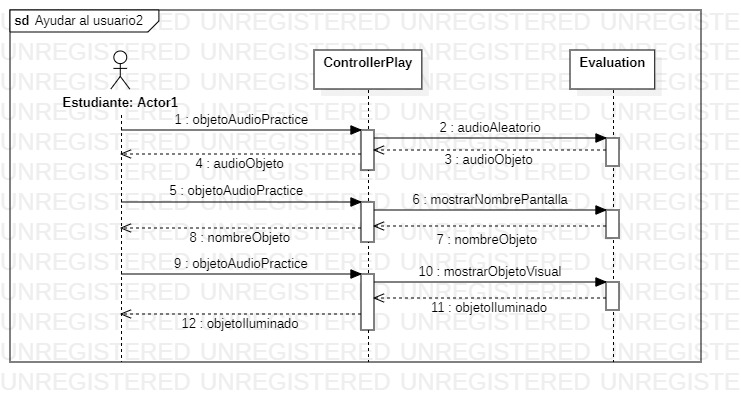 sd Ayudar al usuario2
ControllerPlay
Evaluation
Estudiante: Actor1
1 : objetoAudioPractice
2 : audioAleatorio
3 : audioObjeto
4 : audioObjeto
5 : objetoAudioPractice
6 : mostrarNombrePantalla
7 : nombreObjeto
8 : nombreObjeto
9 : objetoAudioPractice
10 : mostrarObjetoVisual
11 : objetoIluminado
12 : objetoIluminado
UNREGISTERED UNREGISTERED UNREGISTERED UNREGISTERED